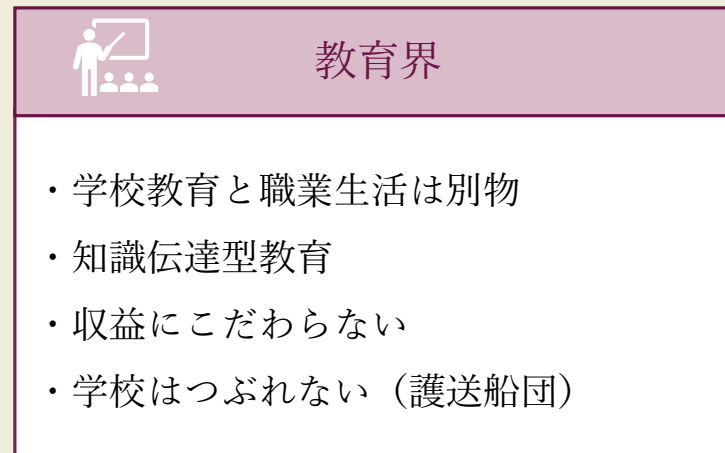 教育界
・学校教育と職業生活は別物
・知識伝達型教育
・収益にこだわらない
・学校はつぶれない（護送船団）